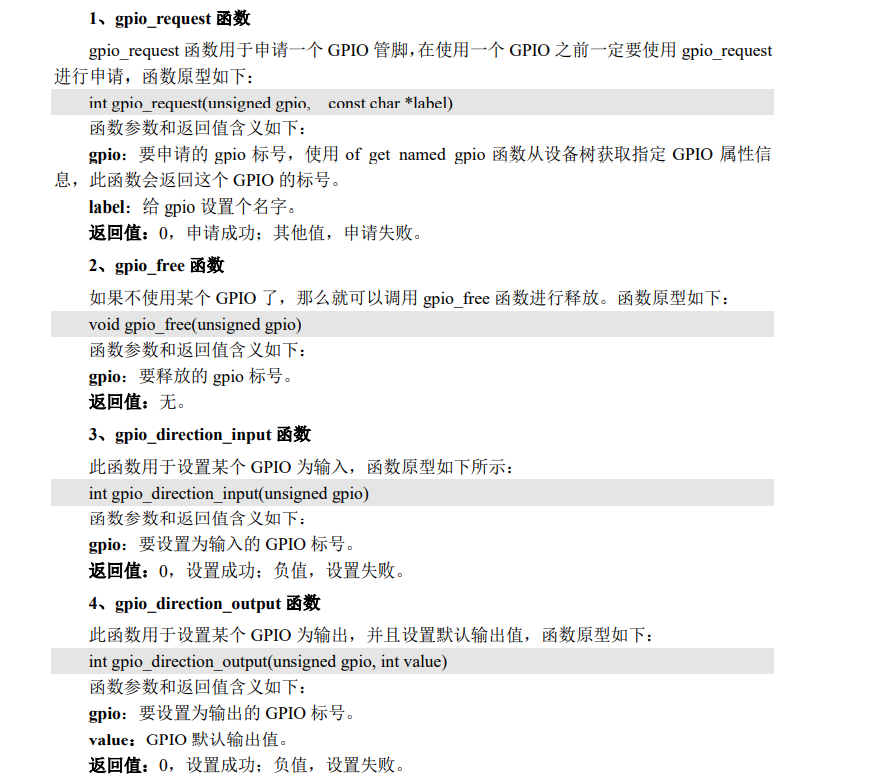 1、gpio_request 函数
gpio_request 函数用于申请一个 GPIO 管脚，在使用一个 GPIO 之前一定要使用 gpio_request
进行申请，函数原型如下：
int gpio_request(unsigned gpio, const char *label)
函数参数和返回值含义如下：
gpio：要申请的 gpio 标号，使用 of_get_named_gpio 函数从设备树获取指定 GPIO 属性信
息，此函数会返回这个 GPIO 的标号。
label：给 gpio 设置个名字。
返回值：0，申请成功；其他值，申请失败。
2、gpio_free 函数
如果不使用某个 GPIO 了，那么就可以调用 gpio_free 函数进行释放。函数原型如下：
void gpio_free(unsigned gpio)
函数参数和返回值含义如下：
gpio：要释放的 gpio 标号。
返回值：无。
3、gpio_direction_input 函数
此函数用于设置某个 GPIO 为输入，函数原型如下所示：
int gpio_direction_input(unsigned gpio)
函数参数和返回值含义如下：
gpio：要设置为输入的 GPIO 标号。
返回值：0，设置成功；负值，设置失败。
4、gpio_direction_output 函数
此函数用于设置某个 GPIO 为输出，并且设置默认输出值，函数原型如下：
int gpio_direction_output(unsigned gpio, int value)
函数参数和返回值含义如下：
gpio：要设置为输出的 GPIO 标号。
value：GPIO 默认输出值。
返回值：0，设置成功；负值，设置失败。